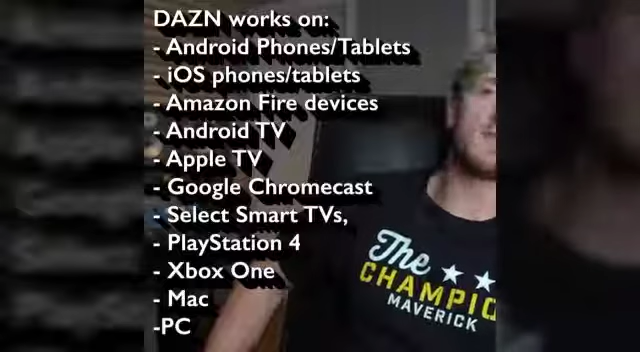 DAZN works on:
- Android Phones/Tablets
- iOS phones/tablets
- Amazon Fire devices
- Android TV
- Apple TV
- Google Chromecast
- Select Smart TVs,
- PlayStation 4
- Xbox One
- Mac
-PC
The
CHAMPIO
MAVERICK